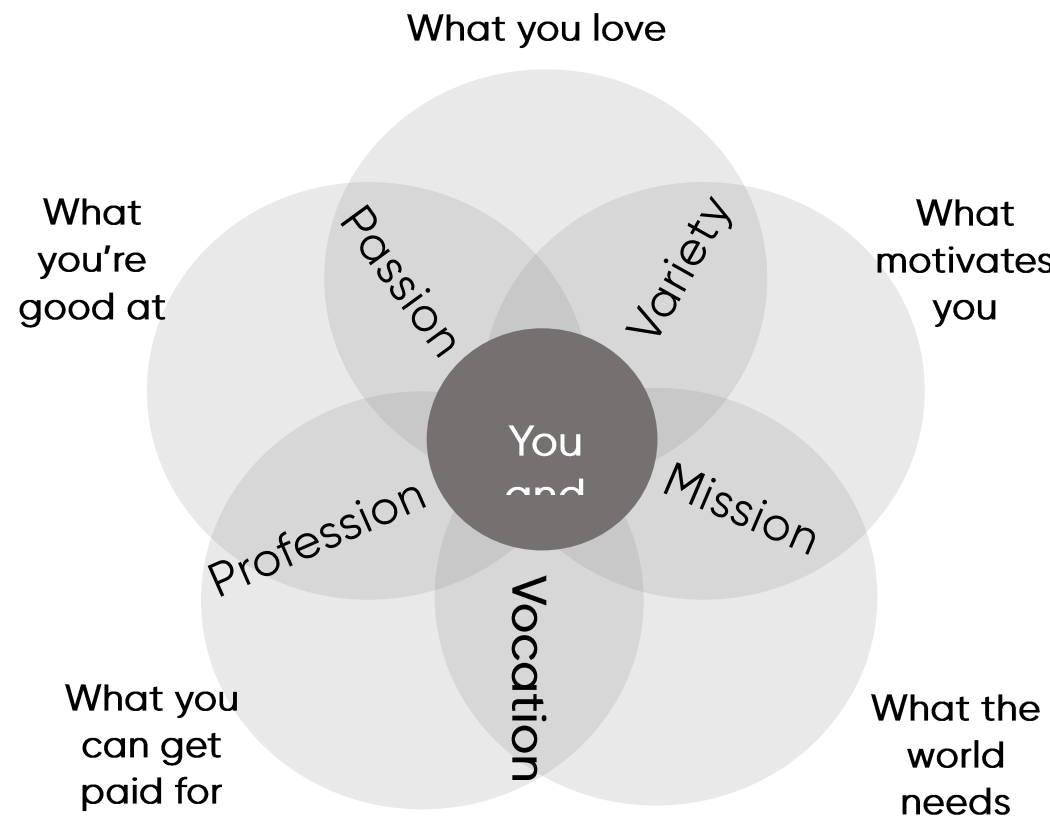 What you love
What
you're
good at
What
motivates
you
Passion
Variety
You
and
Profession
Mission
Vocation
What you
can get
paid for
What the
world
needs